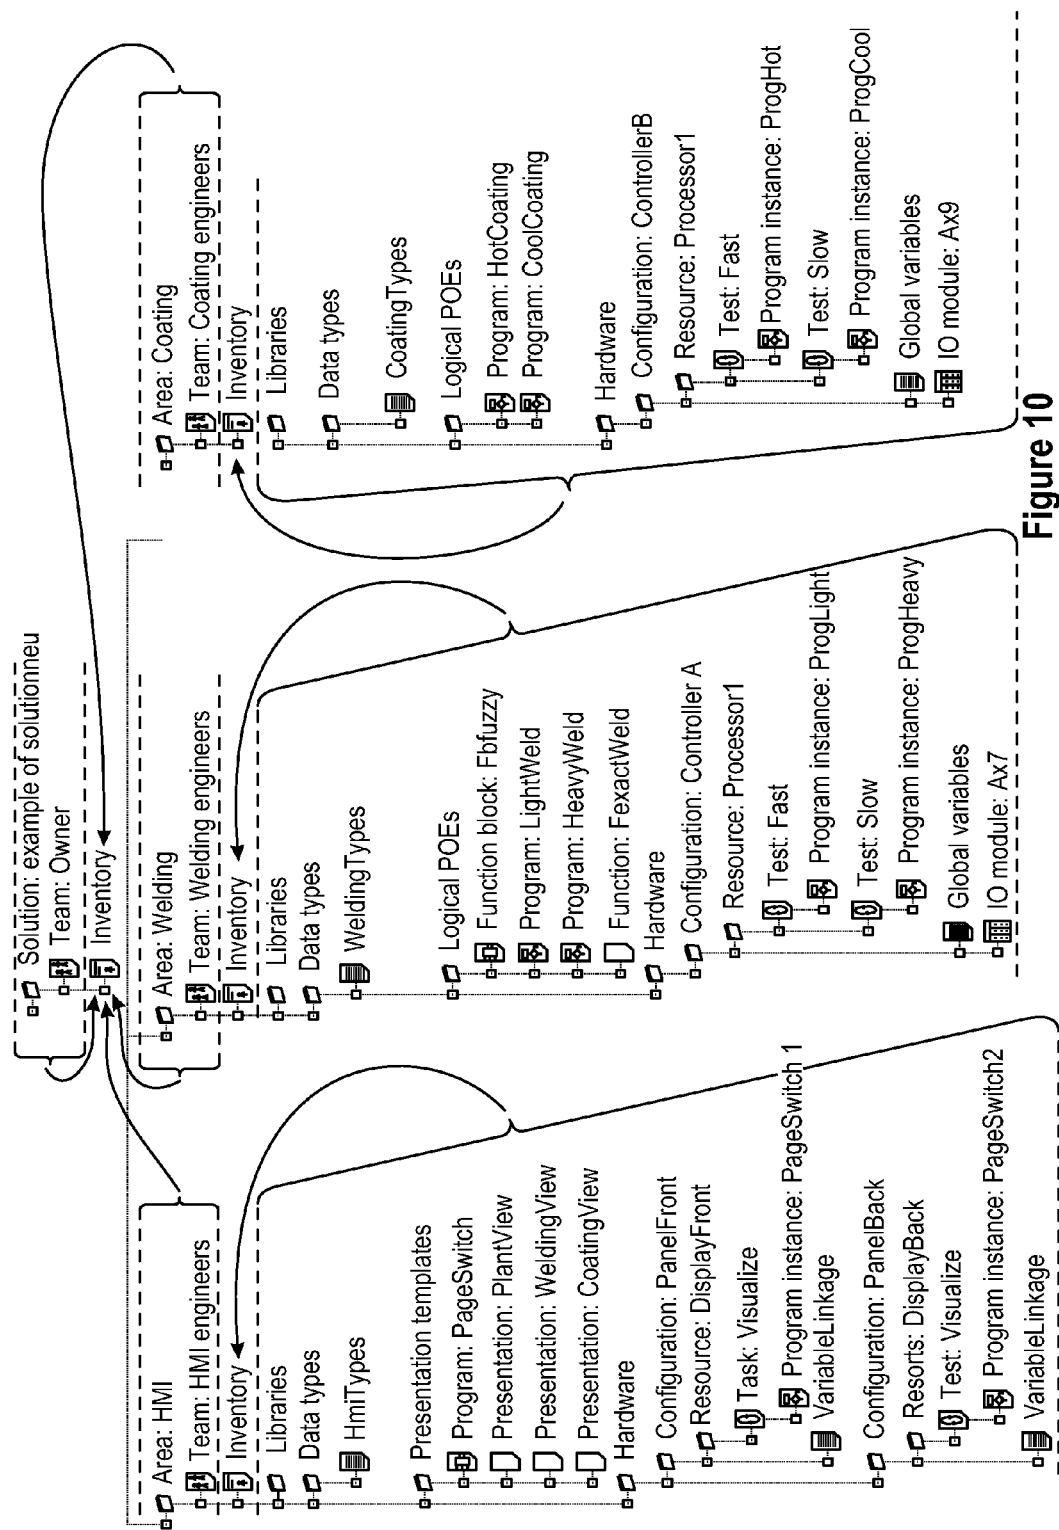 Solution: example of solutionneu
Team: Owner
Inventory
Area: HMI
Team: HMI engineers
Inventory
Libraries
Data types
HmiTypes
Presentation templates
Program: PageSwitch
Presentation: PlantView
Presentation: WeldingView
Presentation: CoatingView
Hardware
Configuration: PanelFront
Resource: DisplayFront
Task: Visualize
Program instance: PageSwitch 1
VariableLinkage
Configuration: PanelBack
Resorts: DisplayBack
Test: Visualize
Program instance: PageSwitch2
VariableLinkage
Area: Welding
Team: Welding engineers
Inventory
Libraries
Data types
WeldingTypes
Logical POEs
Function block: Fbfuzzy
Program: LightWeld
Program: HeavyWeld
Function: FexactWeld
Hardware
Configuration: Controller A
Resource: Processor1
Test: Fast
Program instance: ProgLight
Test: Slow
Program instance: ProgHeavy
Global variables
IO module: Ax7
Area: Coating
Team: Coating engineers
Inventory
Libraries
Data types
CoatingTypes
Logical POEs
Program: HotCoating
Program: CoolCoating
Hardware
Configuration: ControllerB
Resource: Processor1
Test: Fast
Program instance: ProgHot
Test: Slow
Program instance: ProgCool
Global variables
IO module: Ax9
Figure 10